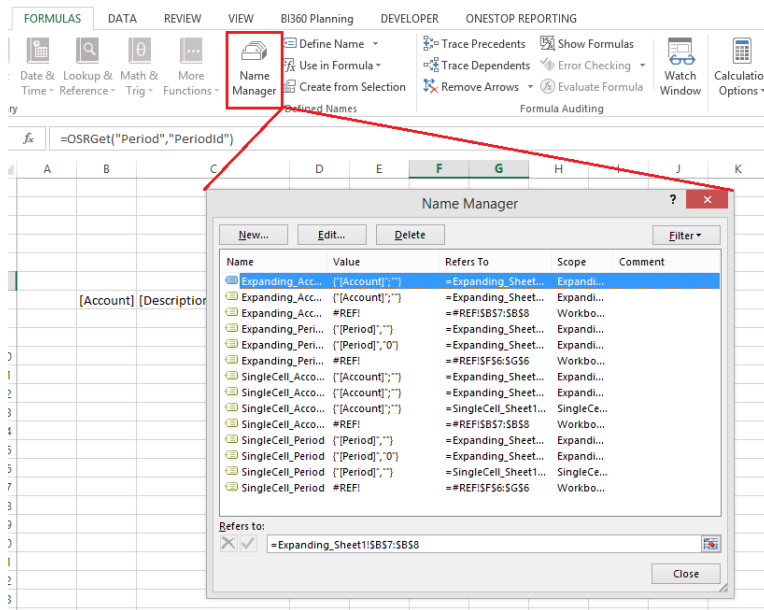 FORMULAS DATA REVIEW VIEW BI360 Planning DEVELOPER ONESTOP REPORTING
Define Name Trace Precedents Show Formulas
Date & Lookup & Math & More Name Use in Formula Trace Dependents Error Checking Watch Calculatio
Time Reference Trig Functions Manager Create from Selection Remove Arrows Evaluate Formula Window Options
ry Defined Names Formula Auditing
fx =OSRGet("Period","PeriodId")
A B C D E F G H I J K
Name Manager ?
New... Edit... Delete Filter
Name Value Refers To Scope Comment
Expanding_Acc... {"[Account]";""} =Expanding_Sheet... Expandi...
Expanding_Acc... {"[Account]";""} =Expanding_Sheet... Expandi...
Expanding_Acc... #REF! =#REF!$B$7:$B$8 Workbo...
Expanding_Peri... {"[Period]",""} =Expanding_Sheet... Expandi...
Expanding_Peri... {"[Period]","0"} =Expanding_Sheet... Expandi...
Expanding_Peri... #REF! =#REF!$F$6:$G$6 Workbo...
SingleCell_Acco... {"[Account]";""} =Expanding_Sheet... Expandi...
SingleCell_Acco... {"[Account]";""} =Expanding_Sheet... Expandi...
SingleCell_Acco... {"[Account]";""} =SingleCell_Sheet1... SingleCe...
SingleCell_Acco... #REF! =#REF!$B$7:$B$8 Workbo...
SingleCell_Period {"[Period]",""} =Expanding_Sheet... Expandi...
SingleCell_Period {"[Period]","0"} =Expanding_Sheet... Expandi...
SingleCell_Period {"[Period]",""} =SingleCell_Sheet1... SingleCe...
SingleCell_Period #REF! =#REF!$F$6:$G$6 Workbo...
[Account] [Description
Refers to:
=Expanding_Sheet1!$B$7:$B$8
Close